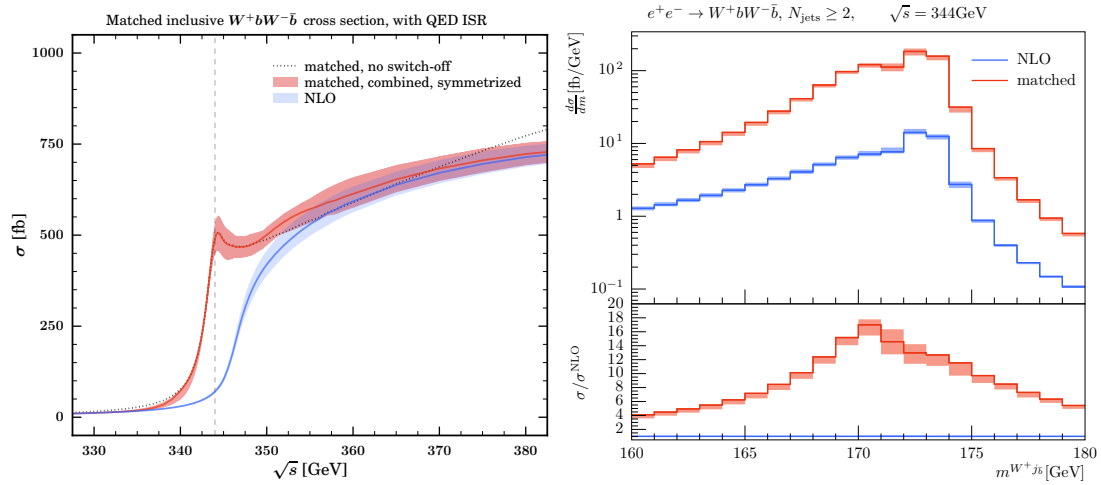 Matched inclusive W⁺bW⁻b̄ cross section, with QED ISR
matched, no switch-off
matched, combined, symmetrized
NLO
σ [fb]
1000
750
500
250
0
330 340 350 360 370 380
√s [GeV]
e⁺e⁻ → W⁺bW⁻b̄, N_jets ≥ 2, √s = 344GeV
NLO
matched
dσ/dm [fb/GeV]
10²
10¹
1
10⁻¹
σ/σ^NLO
20
18
16
14
12
10
8
6
4
2
160 165 170 175 180
m^{W⁺j_b̄}[GeV]